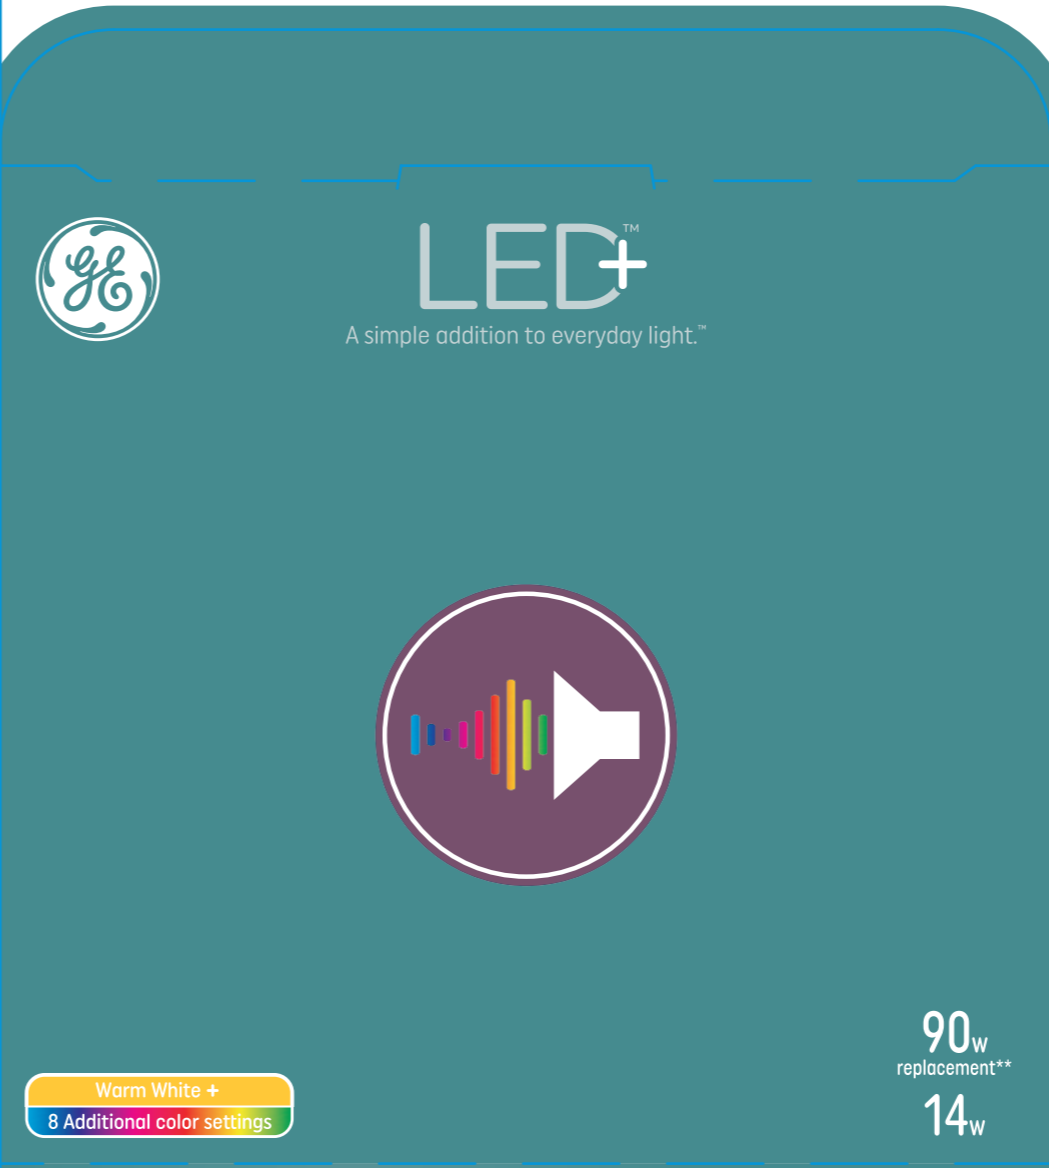 GE
LED+™
A simple addition to everyday light.™
90w
replacement**
14w
Warm White +
8 Additional color settings